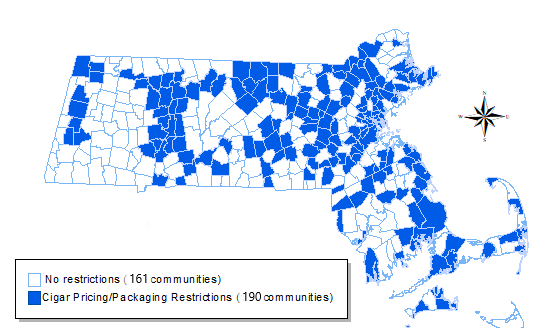 N
W
S
No restrictions (161 communities)
Cigar Pricing/Packaging Restrictions (190 communities)